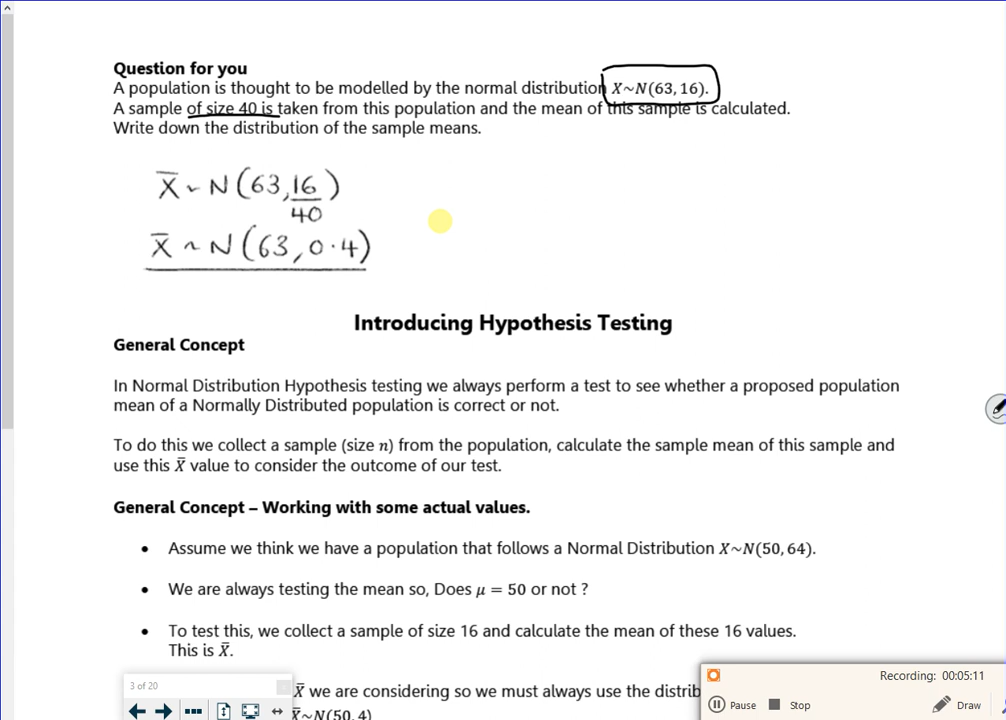 Question for you
A population is thought to be modelled by the normal distribution X~N(63, 16).
A sample of size 40 is taken from this population and the mean of this sample is calculated.
Write down the distribution of the sample means.
X̄ ~ N(63, 16/40)
X̄ ~ N(63, 0·4)
Introducing Hypothesis Testing
General Concept
In Normal Distribution Hypothesis testing we always perform a test to see whether a proposed population
mean of a Normally Distributed population is correct or not.
To do this we collect a sample (size n) from the population, calculate the sample mean of this sample and
use this X̄ value to consider the outcome of our test.
General Concept – Working with some actual values.
• Assume we think we have a population that follows a Normal Distribution X~N(50, 64).
• We are always testing the mean so, Does μ = 50 or not ?
• To test this, we collect a sample of size 16 and calculate the mean of these 16 values.
This is X̄.
X̄ we are considering so we must always use the distrib
X̄~N(50, 4)
3 of 20
Recording: 00:05:11
Pause Stop Draw